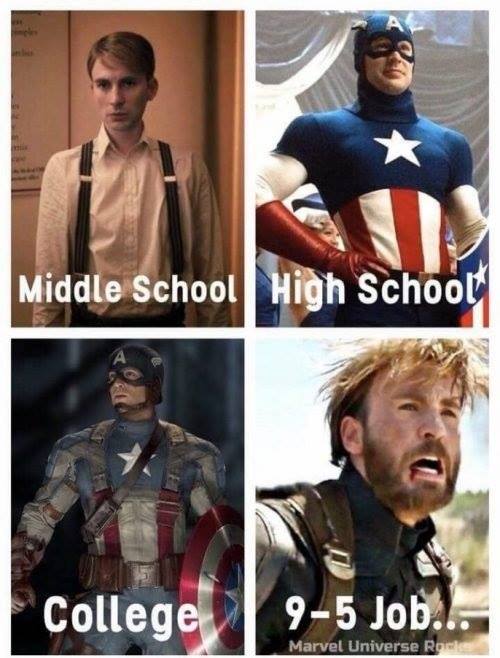 Middle School
A
High School
A
College
9-5 Job...
Marvel Universe Rocks